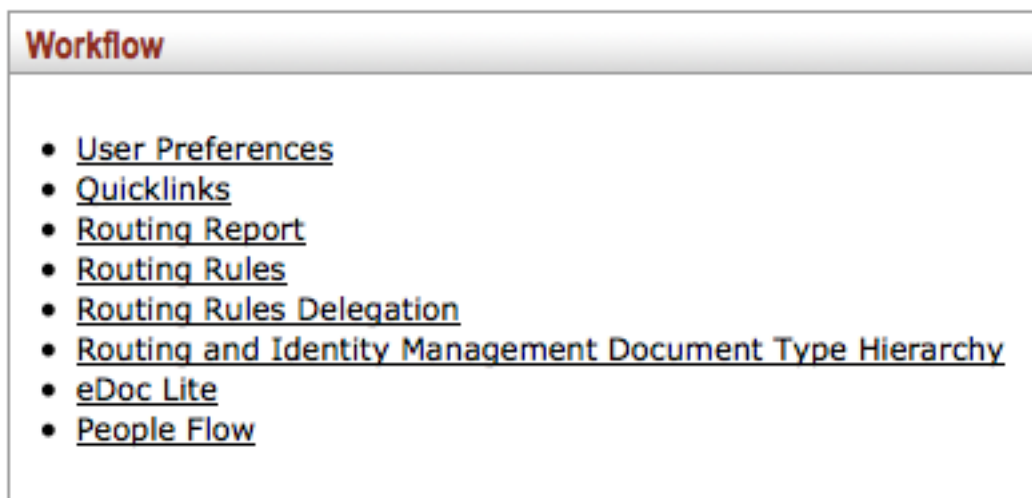 Workflow
User Preferences
Quicklinks
Routing Report
Routing Rules
Routing Rules Delegation
Routing and Identity Management Document Type Hierarchy
eDoc Lite
People Flow